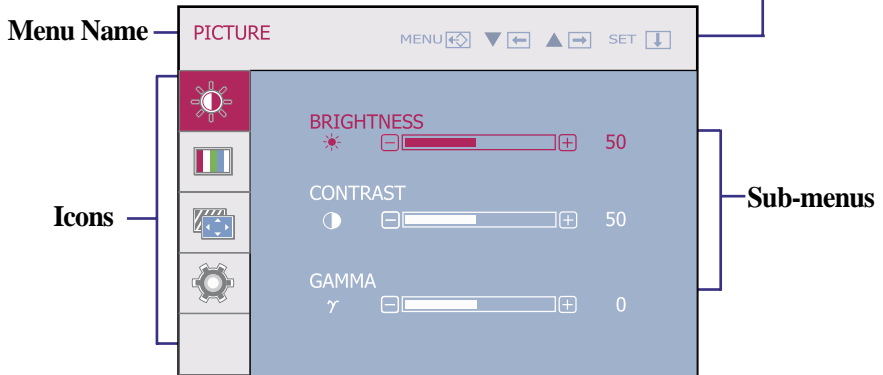 Menu Name
PICTURE
MENU SET
BRIGHTNESS
50
CONTRAST
50
GAMMA
γ 0
Icons
Sub-menus